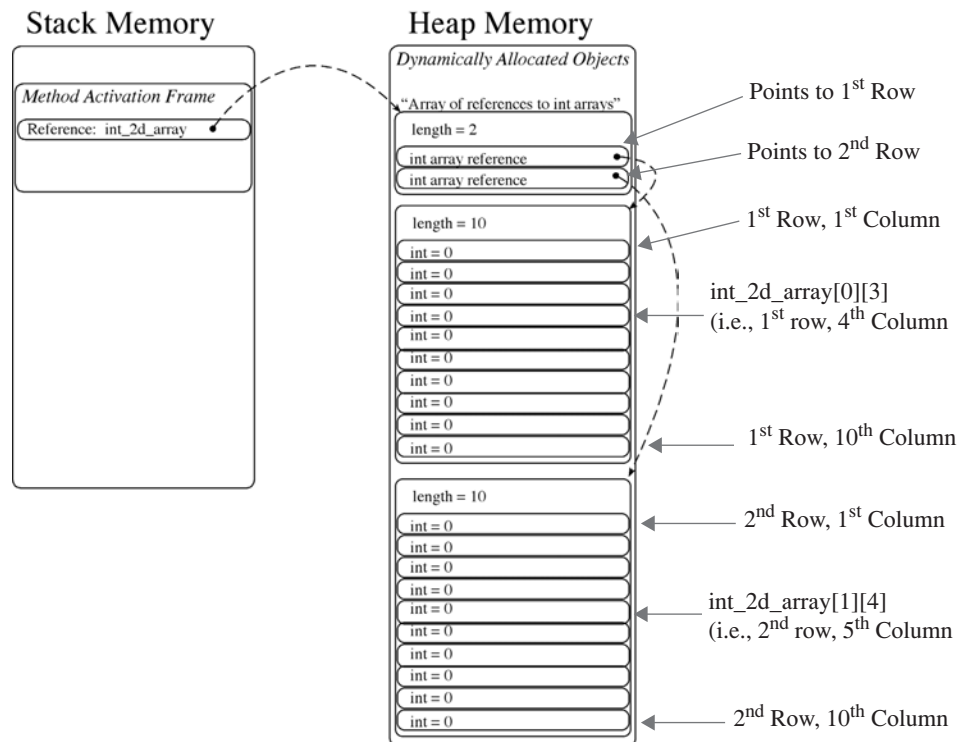 Stack Memory
Heap Memory
Method Activation Frame
Reference: int_2d_array
Dynamically Allocated Objects
“Array of references to int arrays”
length = 2
int array reference
int array reference
Points to 1st Row
Points to 2nd Row
length = 10
int = 0
int = 0
int = 0
int = 0
int = 0
int = 0
int = 0
int = 0
int = 0
int = 0
1st Row, 1st Column
int_2d_array[0][3]
(i.e., 1st row, 4th Column
1st Row, 10th Column
length = 10
int = 0
int = 0
int = 0
int = 0
int = 0
int = 0
int = 0
int = 0
int = 0
int = 0
2nd Row, 1st Column
int_2d_array[1][4]
(i.e., 2nd row, 5th Column
2nd Row, 10th Column